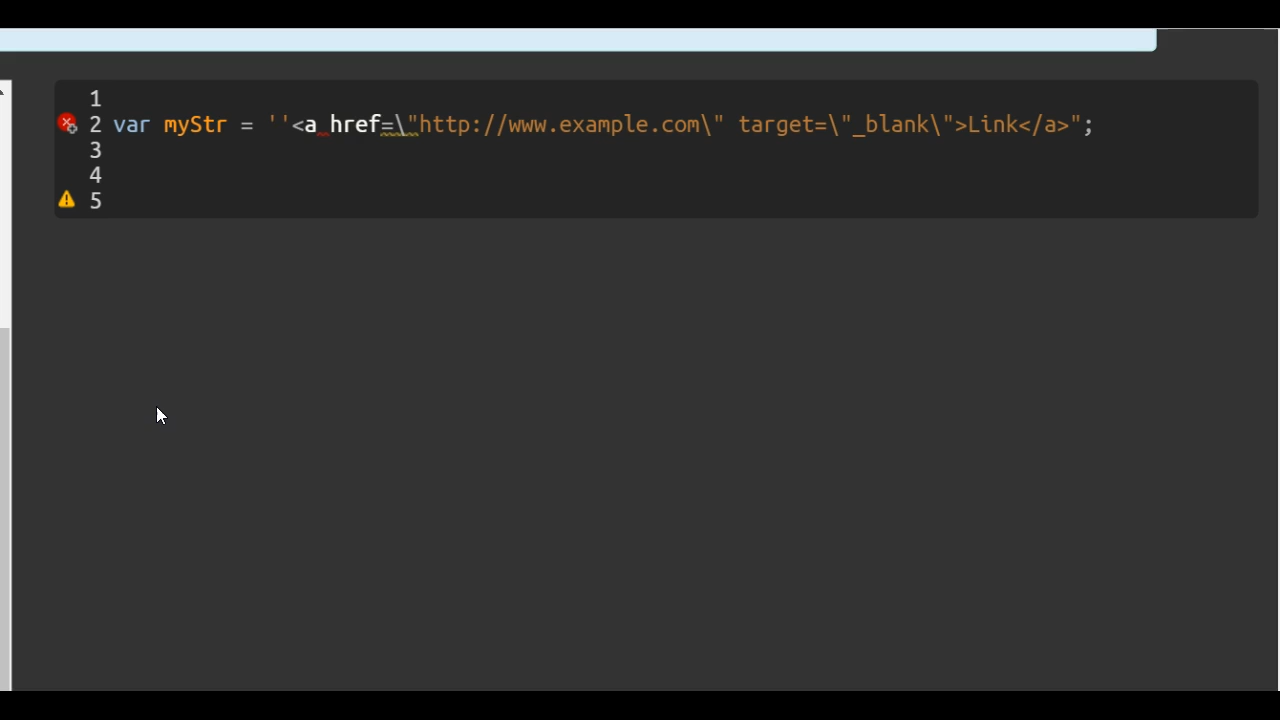 1
2 var myStr = ''<a href=\"http://www.example.com\" target=\"_blank\">Link</a>";
3
4
5